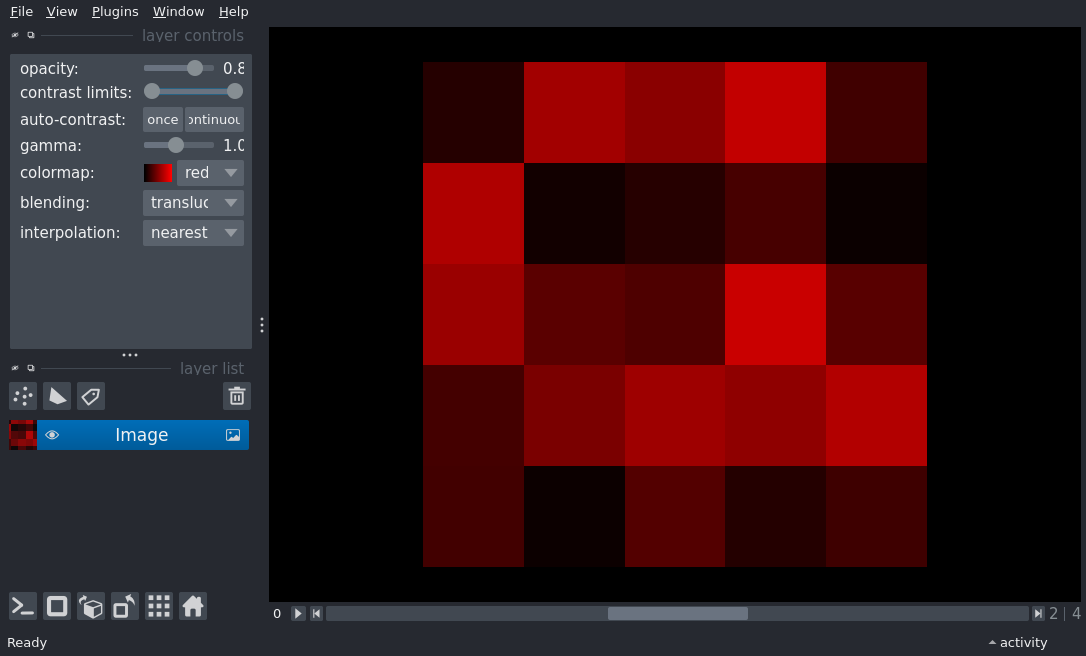 File View Plugins Window Help
layer controls
opacity: 0.8
contrast limits:
auto-contrast: once ontinuou
gamma: 1.0
colormap: red
blending: transluc
interpolation: nearest
layer list
Image
0 2 | 4
Ready activity